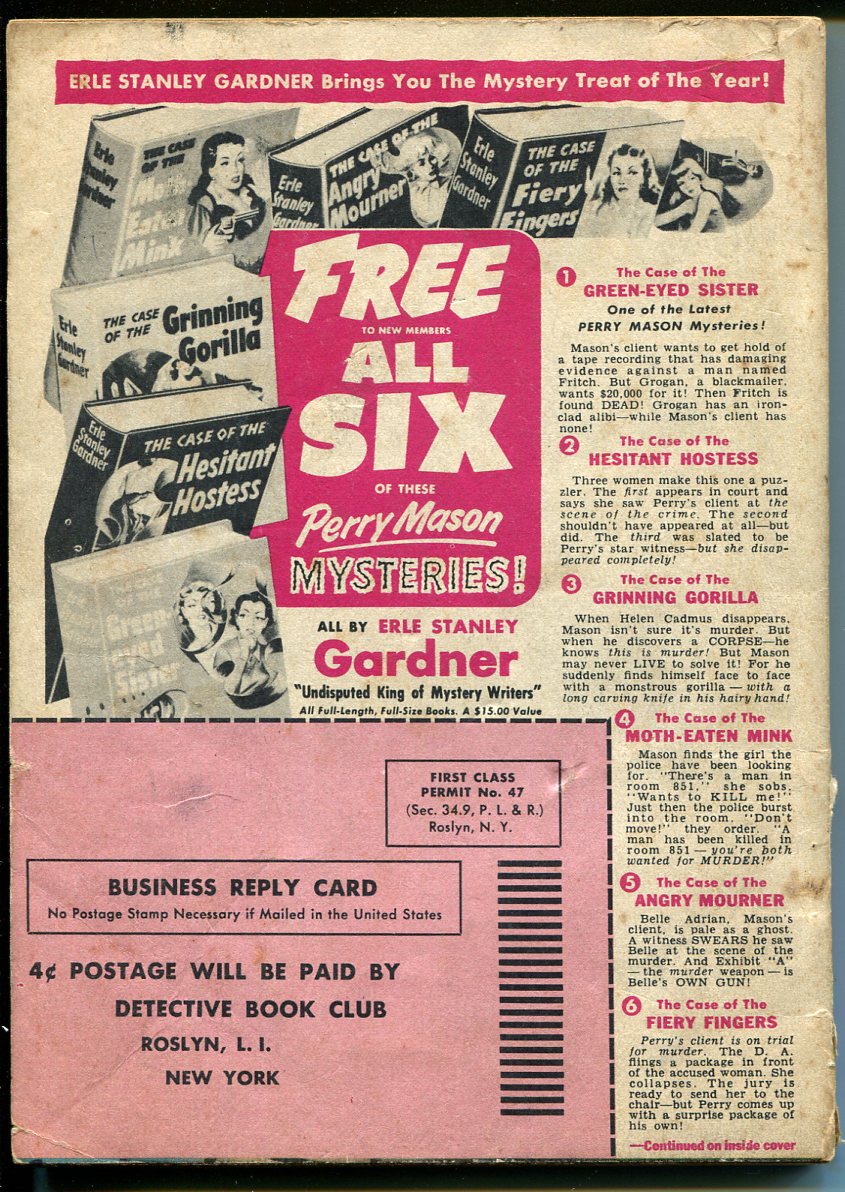 ERLE STANLEY GARDNER Brings You The Mystery Treat of The Year!
Erle
Stanley
Gardner
THE CASE
OF THE
Moth
Eaten
Mink
Erle
Stanley
Gardner
THE CASE OF THE
Angry
Mourner
Erle
Stanley
Gardner
THE CASE
OF THE
Fiery
Fingers
Erle
Stanley
Gardner
THE CASE
OF THE
Grinning
Gorilla
Erle
Stanley
Gardner
THE CASE OF THE
Hesitant
Hostess
Green-
eyed
Sister
FREE
TO NEW MEMBERS
ALL
SIX
OF THESE
Perry Mason
MYSTERIES!
ALL BY ERLE STANLEY
Gardner
"Undisputed King of Mystery Writers"
All Full-Length, Full-Size Books. A $15.00 Value
1 The Case of The
GREEN-EYED SISTER
One of the Latest
PERRY MASON Mysteries!
Mason's client wants to get hold of
a tape recording that has damaging
evidence against a man named
Fritch. But Grogan, a blackmailer,
wants $20,000 for it! Then Fritch is
found DEAD! Grogan has an iron-
clad alibi—while Mason's client has
none!
2 The Case of The
HESITANT HOSTESS
Three women make this one a puz-
zler. The first appears in court and
says she saw Perry's client at the
scene of the crime. The second
shouldn't have appeared at all—but
did. The third was slated to be
Perry's star witness—but she disap-
peared completely!
3 The Case of The
GRINNING GORILLA
When Helen Cadmus disappears,
Mason isn't sure it's murder. But
when he discovers a CORPSE—he
knows this is murder! But Mason
may never LIVE to solve it! For he
suddenly finds himself face to face
with a monstrous gorilla — with a
long carving knife in his hairy hand!
4 The Case of The
MOTH-EATEN MINK
Mason finds the girl the
police have been looking
for. "There's a man in
room 851," she sobs.
"Wants to KILL me!"
Just then the police burst
into the room. "Don't
move!" they order. "A
man has been killed in
room 851 — you're both
wanted for MURDER!"
5 The Case of The
ANGRY MOURNER
Belle Adrian, Mason's
client, is pale as a ghost.
A witness SWEARS he saw
Belle at the scene of the
murder. And Exhibit "A"
— the murder weapon — is
Belle's OWN GUN!
6 The Case of The
FIERY FINGERS
Perry's client is on trial
for murder. The D. A.
flings a package in front
of the accused woman. She
collapses. The jury is
ready to send her to the
chair—but Perry comes up
with a surprise package of
his own!
—Continued on inside cover
FIRST CLASS
PERMIT No. 47
(Sec. 34.9, P. L. & R.)
Roslyn, N. Y.
BUSINESS REPLY CARD
No Postage Stamp Necessary if Mailed in the United States
4¢ POSTAGE WILL BE PAID BY
DETECTIVE BOOK CLUB
ROSLYN, L. I.
NEW YORK